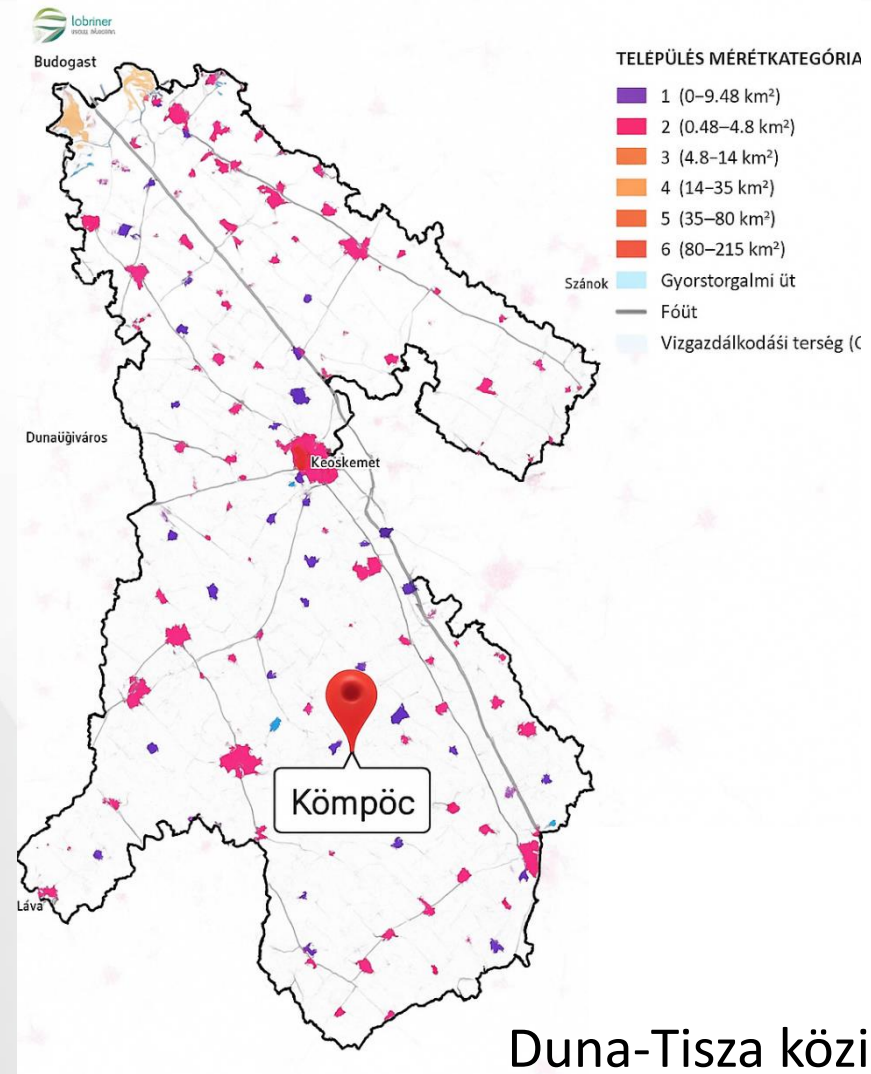 lobriner
Budogast
TELEPÜLÉS MÉRÉTKATEGÓRIA
1 (0–9.48 km²)
2 (0.48–4.8 km²)
3 (4.8–14 km²)
4 (14–35 km²)
5 (35–80 km²)
6 (80–215 km²)
Szánok
Gyorstorgalmi út
Fóút
Vizgazdálkodási terség (
Dunaüğiváros
Keoskemet
Kömpöc
Láva
Duna-Tisza közi